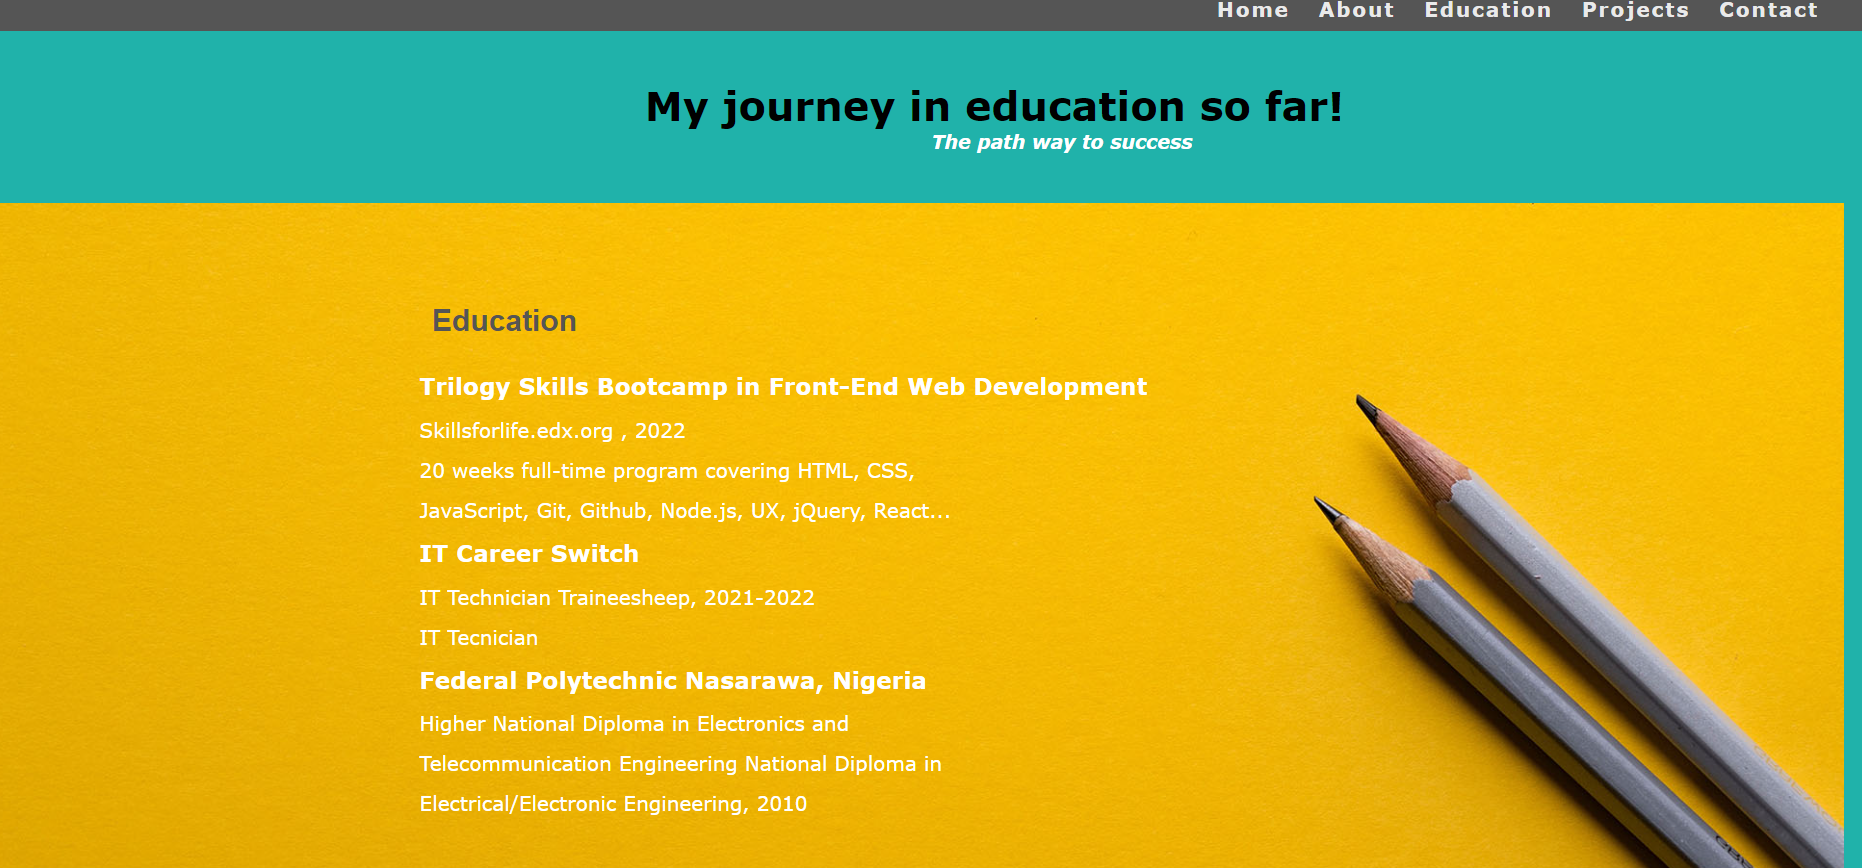 Home About Education Projects Contact
My journey in education so far!
The path way to success
Education
Trilogy Skills Bootcamp in Front-End Web Development
Skillsforlife.edx.org , 2022
20 weeks full-time program covering HTML, CSS,
JavaScript, Git, Github, Node.js, UX, jQuery, React...
IT Career Switch
IT Technician Traineesheep, 2021-2022
IT Tecnician
Federal Polytechnic Nasarawa, Nigeria
Higher National Diploma in Electronics and
Telecommunication Engineering National Diploma in
Electrical/Electronic Engineering, 2010